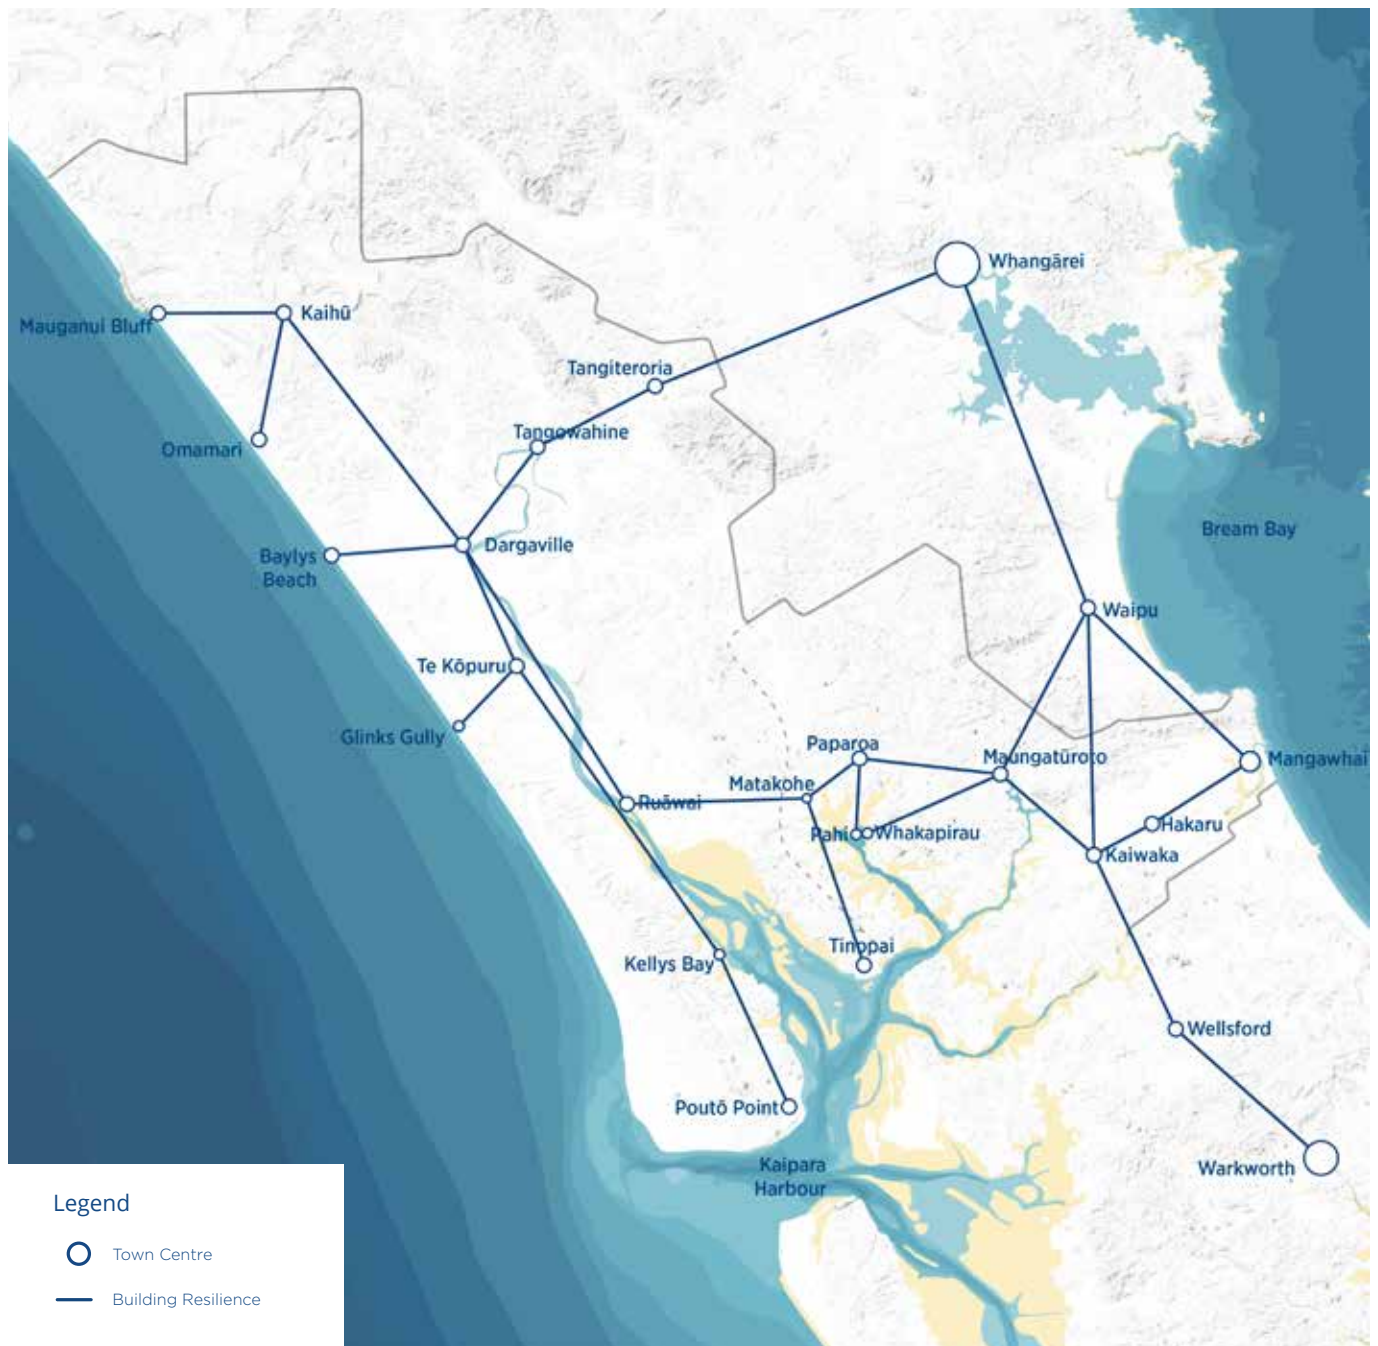 Whangārei
Mauganui Bluff
Kaihū
Tangiteroria
Tangowahine
Omamari
Bream Bay
Dargaville
Baylys
Beach
Waipu
Te Kōpuru
Glinks Gully
Paparoa
Maungatūroto
Mangawhai
Matakohe
Ruāwai
Pahi
Whakapirau
Hakaru
Kaiwaka
Tinopai
Kellys Bay
Wellsford
Poutō Point
Kaipara
Harbour
Warkworth
Legend
Town Centre
Building Resilience